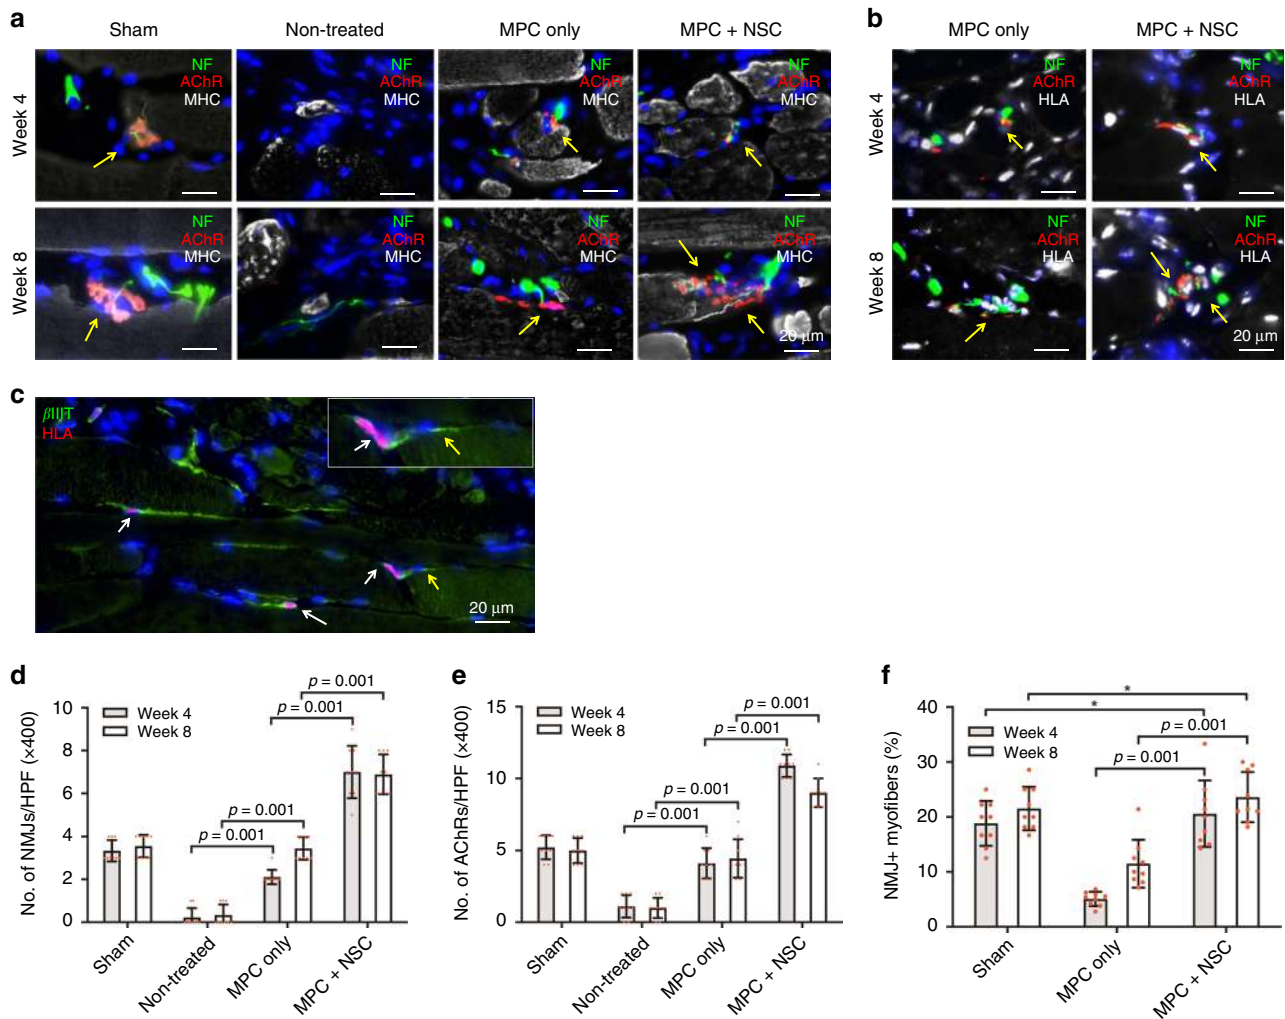 a
Sham
Non-treated
MPC only
MPC + NSC
Week 4
NF
AChR
MHC
NF
AChR
MHC
NF
AChR
MHC
NF
AChR
MHC
Week 8
NF
AChR
MHC
NF
AChR
MHC
NF
AChR
MHC
NF
AChR
MHC
20 μm
b
MPC only
MPC + NSC
Week 4
NF
AChR
HLA
NF
AChR
HLA
Week 8
NF
AChR
HLA
NF
AChR
HLA
20 μm
c
βIIIT
HLA
20 μm
d
No. of NMJs/HPF (×400)
10
8
6
4
2
0
Week 4
Week 8
p = 0.001
p = 0.001
p = 0.001
p = 0.001
Sham
Non-treated
MPC only
MPC + NSC
e
No. of AChRs/HPF (×400)
15
10
5
0
Week 4
Week 8
p = 0.001
p = 0.001
p = 0.001
p = 0.001
Sham
Non-treated
MPC only
MPC + NSC
f
NMJ+ myofibers (%)
40
30
20
10
0
Week 4
Week 8
*
*
p = 0.001
p = 0.001
Sham
MPC only
MPC + NSC